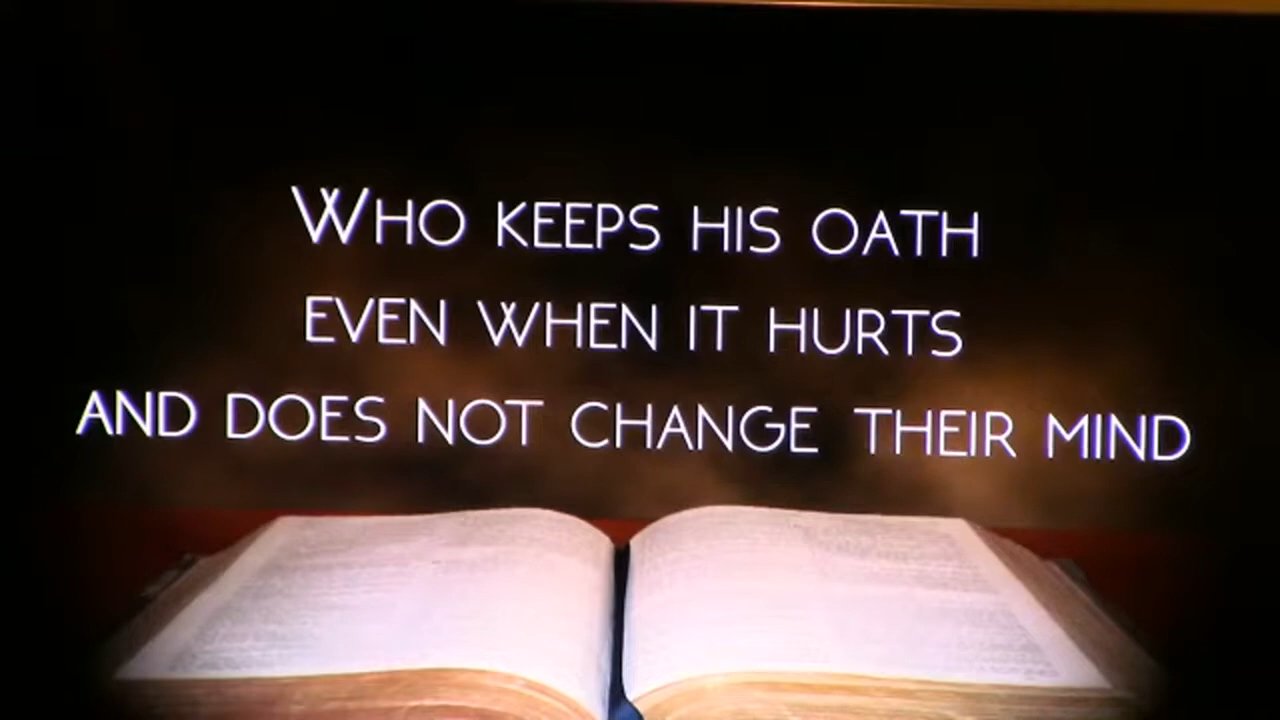 Who keeps his oath
even when it hurts
and does not change their mind